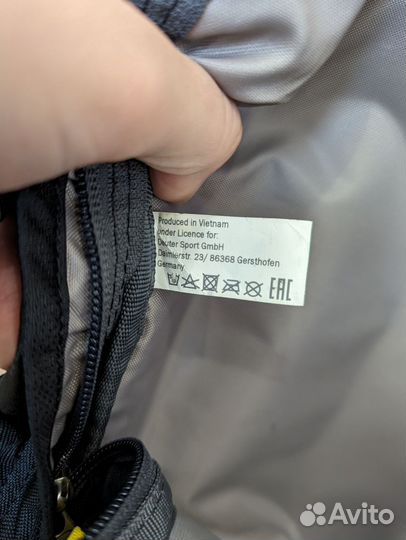 Produced in Vietnam
under Licence for:
Deuter Sport GmbH
Daimlerstr. 23/ 86368 Gersthofen
Germany
EAC
Avito